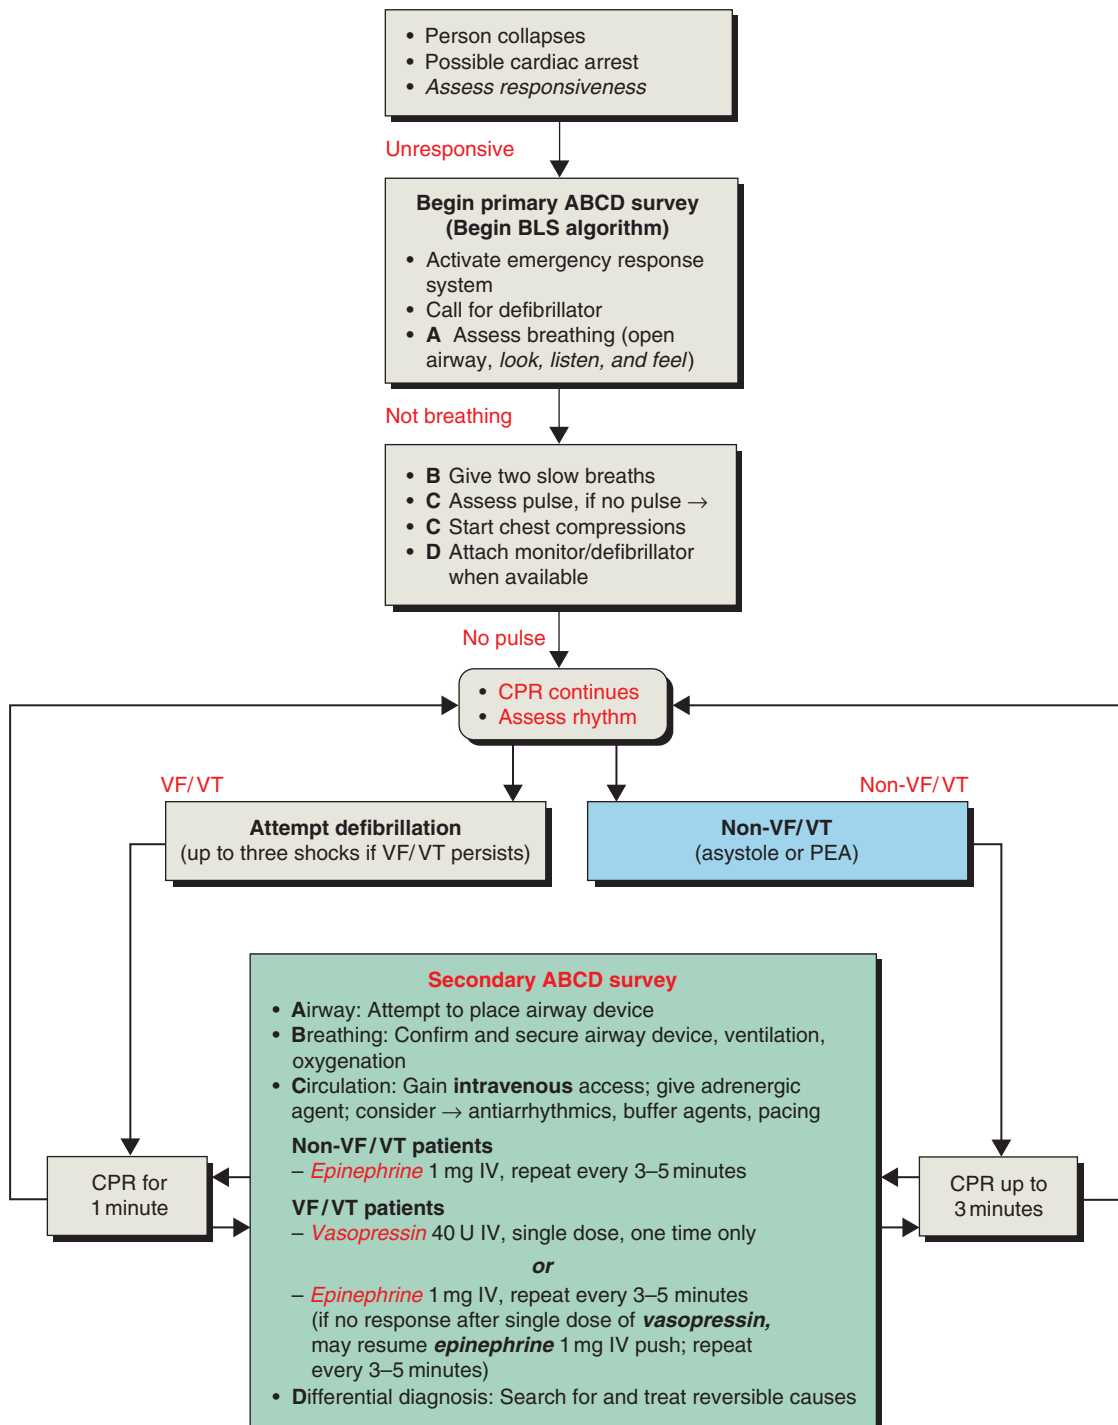 • Person collapses
• Possible cardiac arrest
• Assess responsiveness
Unresponsive
Begin primary ABCD survey
(Begin BLS algorithm)
• Activate emergency response
system
• Call for defibrillator
• A Assess breathing (open
airway, look, listen, and feel)
Not breathing
• B Give two slow breaths
• C Assess pulse, if no pulse →
• C Start chest compressions
• D Attach monitor/defibrillator
when available
No pulse
• CPR continues
• Assess rhythm
VF/VT
Non-VF/VT
Attempt defibrillation
(up to three shocks if VF/VT persists)
Non-VF/VT
(asystole or PEA)
Secondary ABCD survey
• Airway: Attempt to place airway device
• Breathing: Confirm and secure airway device, ventilation,
oxygenation
• Circulation: Gain intravenous access; give adrenergic
agent; consider → antiarrhythmics, buffer agents, pacing
Non-VF/VT patients
– Epinephrine 1 mg IV, repeat every 3–5 minutes
VF/VT patients
– Vasopressin 40 U IV, single dose, one time only
or
– Epinephrine 1 mg IV, repeat every 3–5 minutes
(if no response after single dose of vasopressin,
may resume epinephrine 1 mg IV push; repeat
every 3–5 minutes)
• Differential diagnosis: Search for and treat reversible causes
CPR for
1 minute
CPR up to
3 minutes